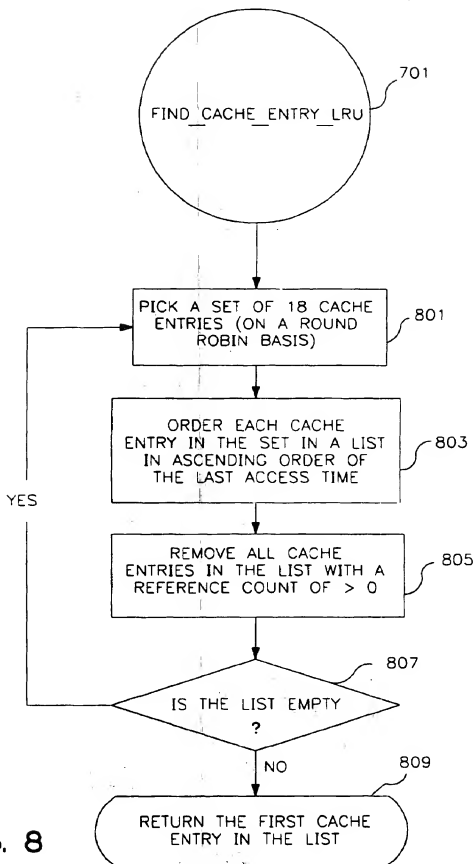 701
FIND_CACHE_ENTRY_LRU
PICK A SET OF 18 CACHE
ENTRIES (ON A ROUND
ROBIN BASIS)
801
ORDER EACH CACHE
ENTRY IN THE SET IN A LIST
IN ASCENDING ORDER OF
THE LAST ACCESS TIME
803
YES
REMOVE ALL CACHE
ENTRIES IN THE LIST WITH A
REFERENCE COUNT OF > 0
805
807
IS THE LIST EMPTY
?
NO
809
RETURN THE FIRST CACHE
ENTRY IN THE LIST
. 8